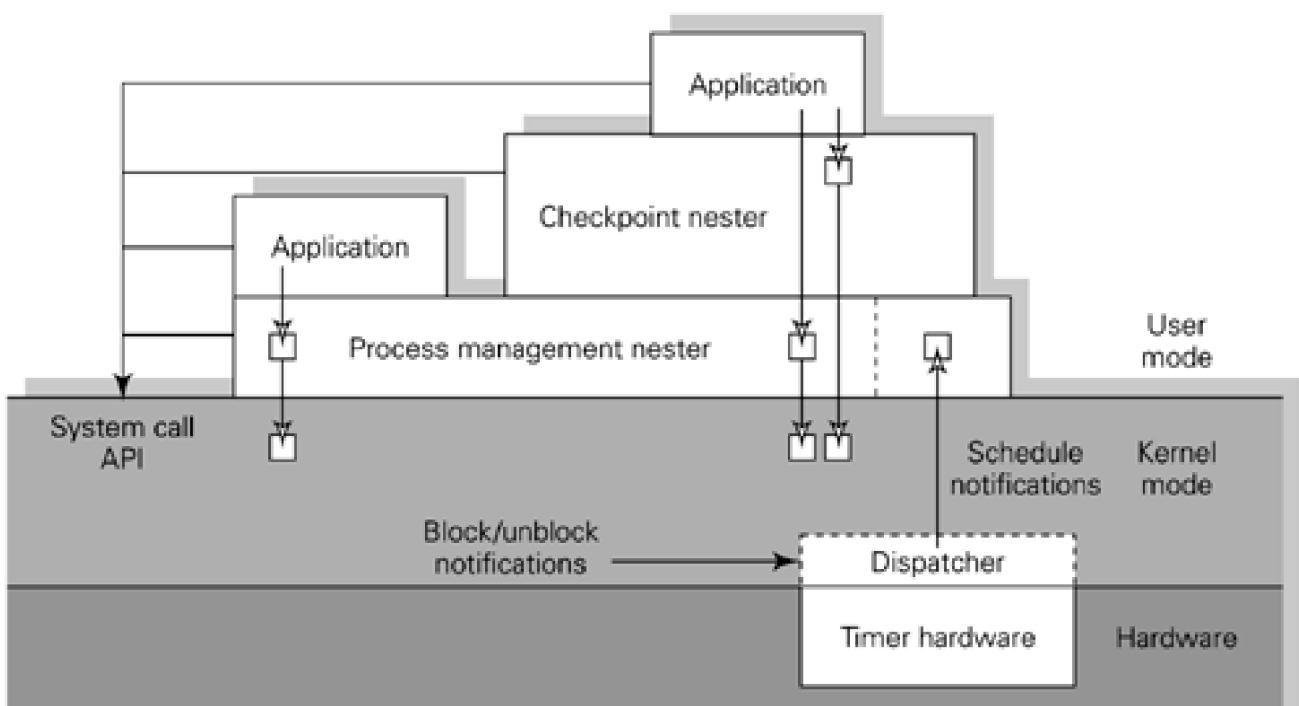 Application
Checkpoint nester
Application
Process management nester
User
mode
System call
API
Schedule
notifications
Kernel
mode
Block/unblock
notifications
Dispatcher
Timer hardware
Hardware